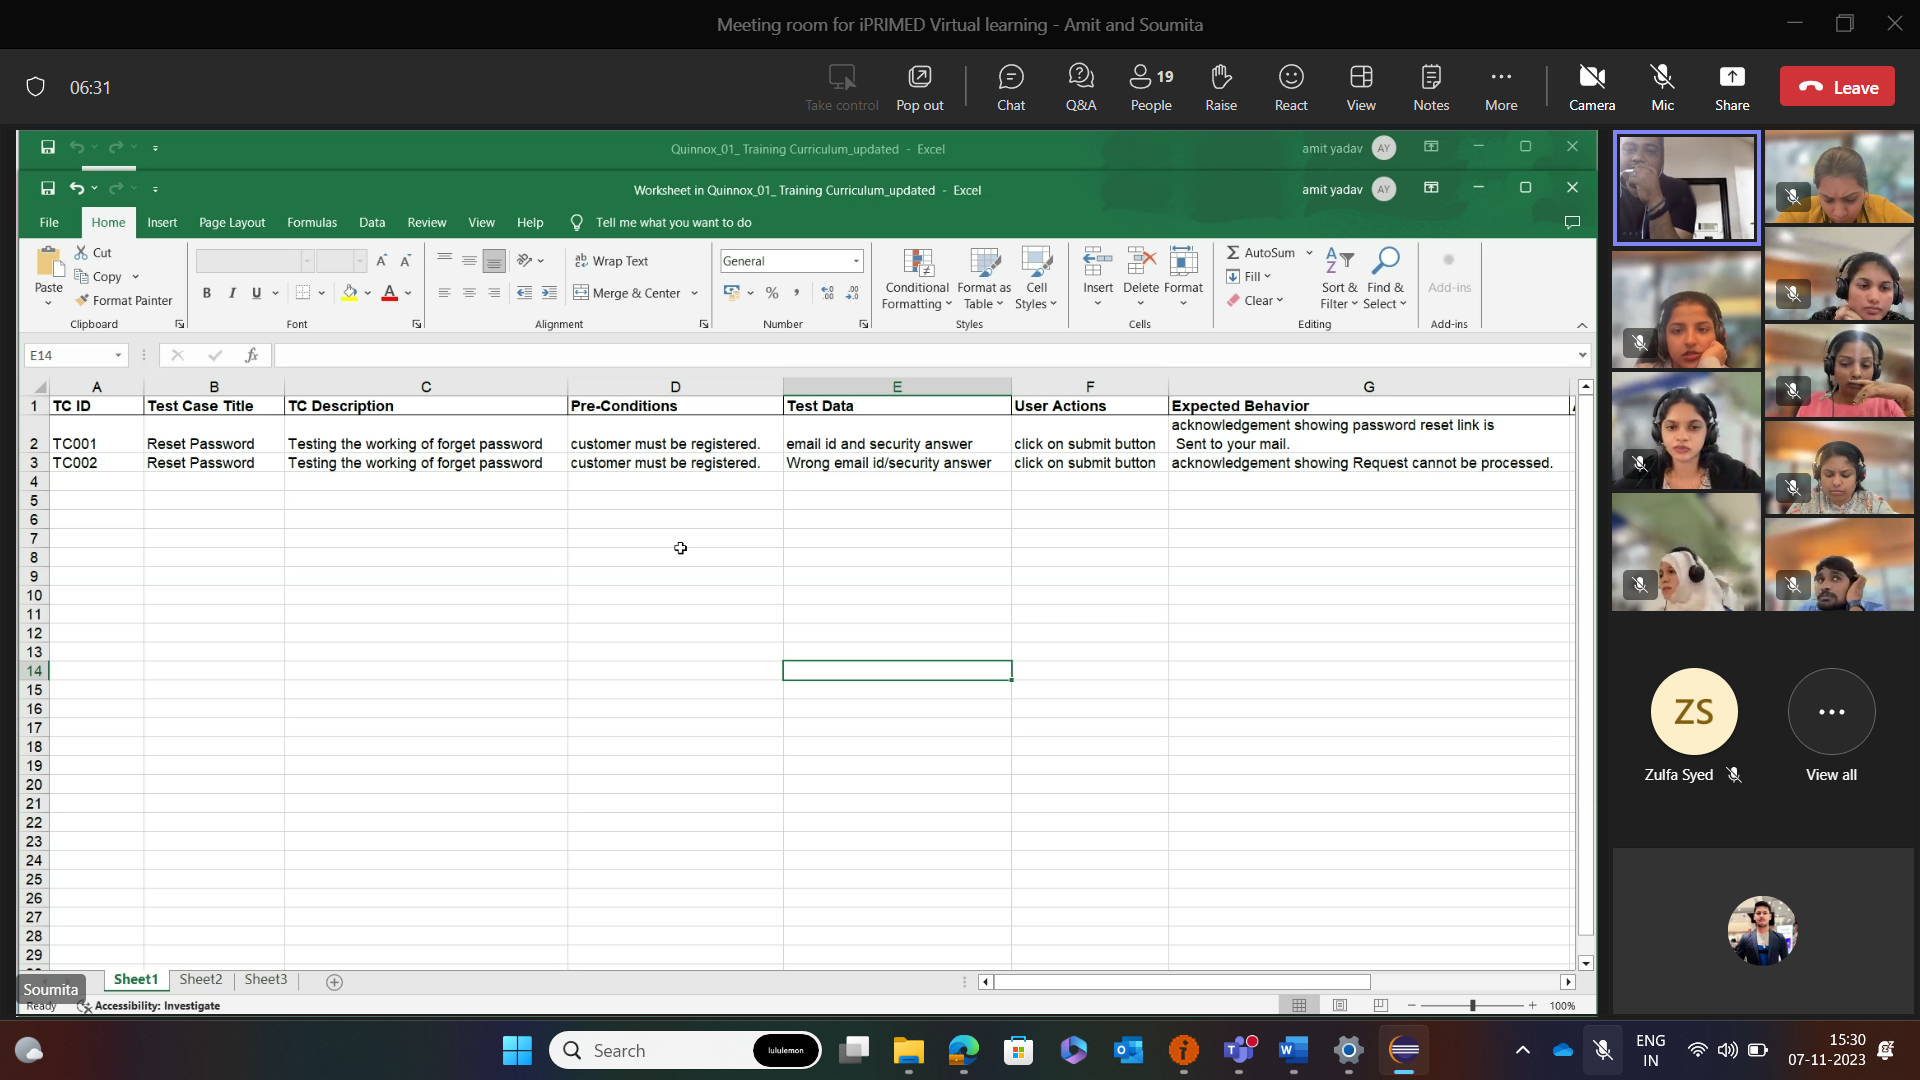 Meeting room for iPRIMED Virtual learning - Amit and Soumita
06:31
Take control
Pop out
Chat
Q&A
19
People
Raise
React
View
Notes
More
Camera
Mic
Share
Leave
Quinnox_01_ Training Curriculum_updated - Excel
amit yadav
AY
Worksheet in Quinnox_01_ Training Curriculum_updated - Excel
amit yadav
AY
File Home Insert Page Layout Formulas Data Review View Help Tell me what you want to do
Paste
Cut
Copy
Format Painter
Clipboard
B I U
A A
A
Font
ab Wrap Text
Merge & Center
Alignment
General
% ,
Number
Conditional Formatting
Format as Table
Cell Styles
Styles
Insert
Delete
Format
Cells
AutoSum
Fill
Clear
Sort & Filter
Find & Select
Editing
Add-ins
Add-ins
E14
fx
A B C D E F G
1 TC ID Test Case Title TC Description Pre-Conditions Test Data User Actions Expected Behavior
acknowledgement showing password reset link is
2 TC001 Reset Password Testing the working of forget password customer must be registered. email id and security answer click on submit button Sent to your mail.
3 TC002 Reset Password Testing the working of forget password customer must be registered. Wrong email id/security answer click on submit button acknowledgement showing Request cannot be processed.
4
5
6
7
8
9
10
11
12
13
14
15
16
17
18
19
20
21
22
23
24
25
26
27
28
29
Sheet1 Sheet2 Sheet3
Soumita
Ready
Accessibility: Investigate
100%
ZS
Zulfa Syed
View all
Search
lululemon
ENG
IN
15:30
07-11-2023